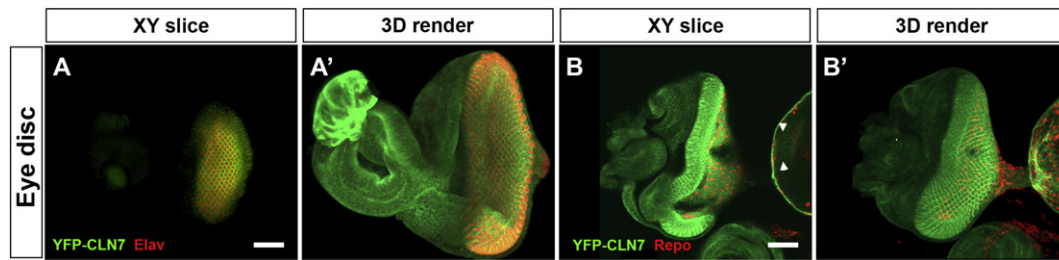 XY slice
3D render
XY slice
3D render
Eye disc
A
A'
B
B'
YFP-CLN7 Elav
YFP-CLN7 Repo